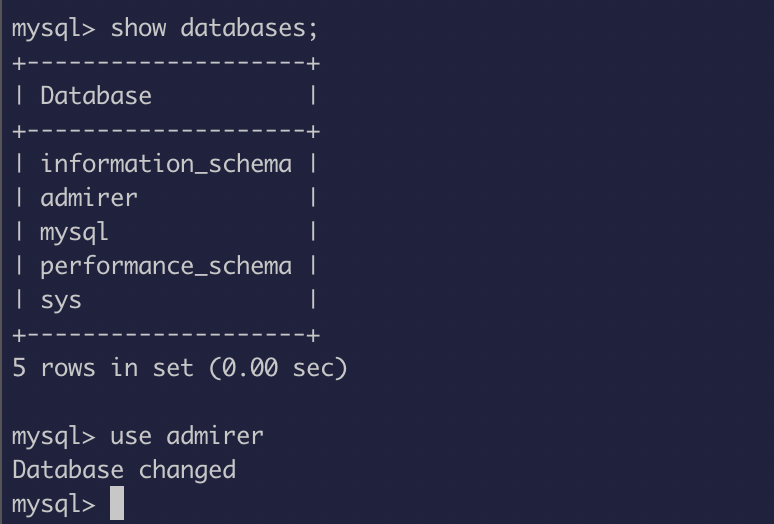 mysql> show databases;
+--------------------+
| Database           |
+--------------------+
| information_schema |
| admirer            |
| mysql              |
| performance_schema |
| sys                |
+--------------------+
5 rows in set (0.00 sec)

mysql> use admirer
Database changed
mysql>